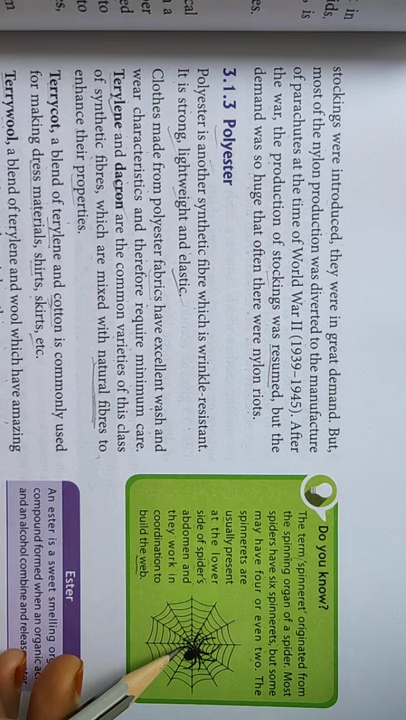 stockings were introduced, they were in great demand. But,
most of the nylon production was diverted to the manufacture
of parachutes at the time of World War II (1939–1945). After
the war, the production of stockings was resumed, but the
demand was so huge that often there were nylon riots.
3.1.3 Polyester
Polyester is another synthetic fibre which is wrinkle-resistant.
It is strong, lightweight and elastic.
Clothes made from polyester fabrics have excellent wash and
wear characteristics and therefore require minimum care.
Terylene and dacron are the common varieties of this class
of synthetic fibres, which are mixed with natural fibres to
enhance their properties.
Terrycot, a blend of terylene and cotton is commonly used
for making dress materials, shirts, skirts, etc.
Terrywool, a blend of terylene and wool which have amazing
Do you know?
The term 'spinneret' originated from
the spinning organ of a spider. Most
spiders have six spinnerets, but some
may have four or even two. The
spinnerets are
usually present
at the lower
side of spider's
abdomen and
they work in
coordination to
build the web.
Ester
An ester is a sweet smelling
compound formed when an organic
and an alcohol combine and release